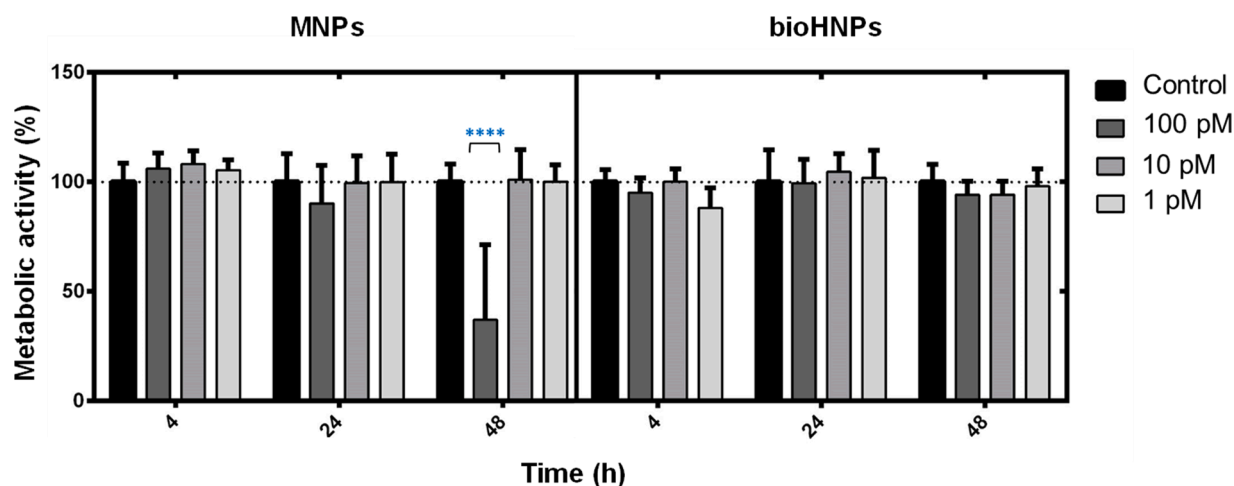 MNPs
bioHNPs
Metabolic activity (%)
150
100
50
0
****
4
24
48
4
24
48
Time (h)
Control
100 pM
10 pM
1 pM